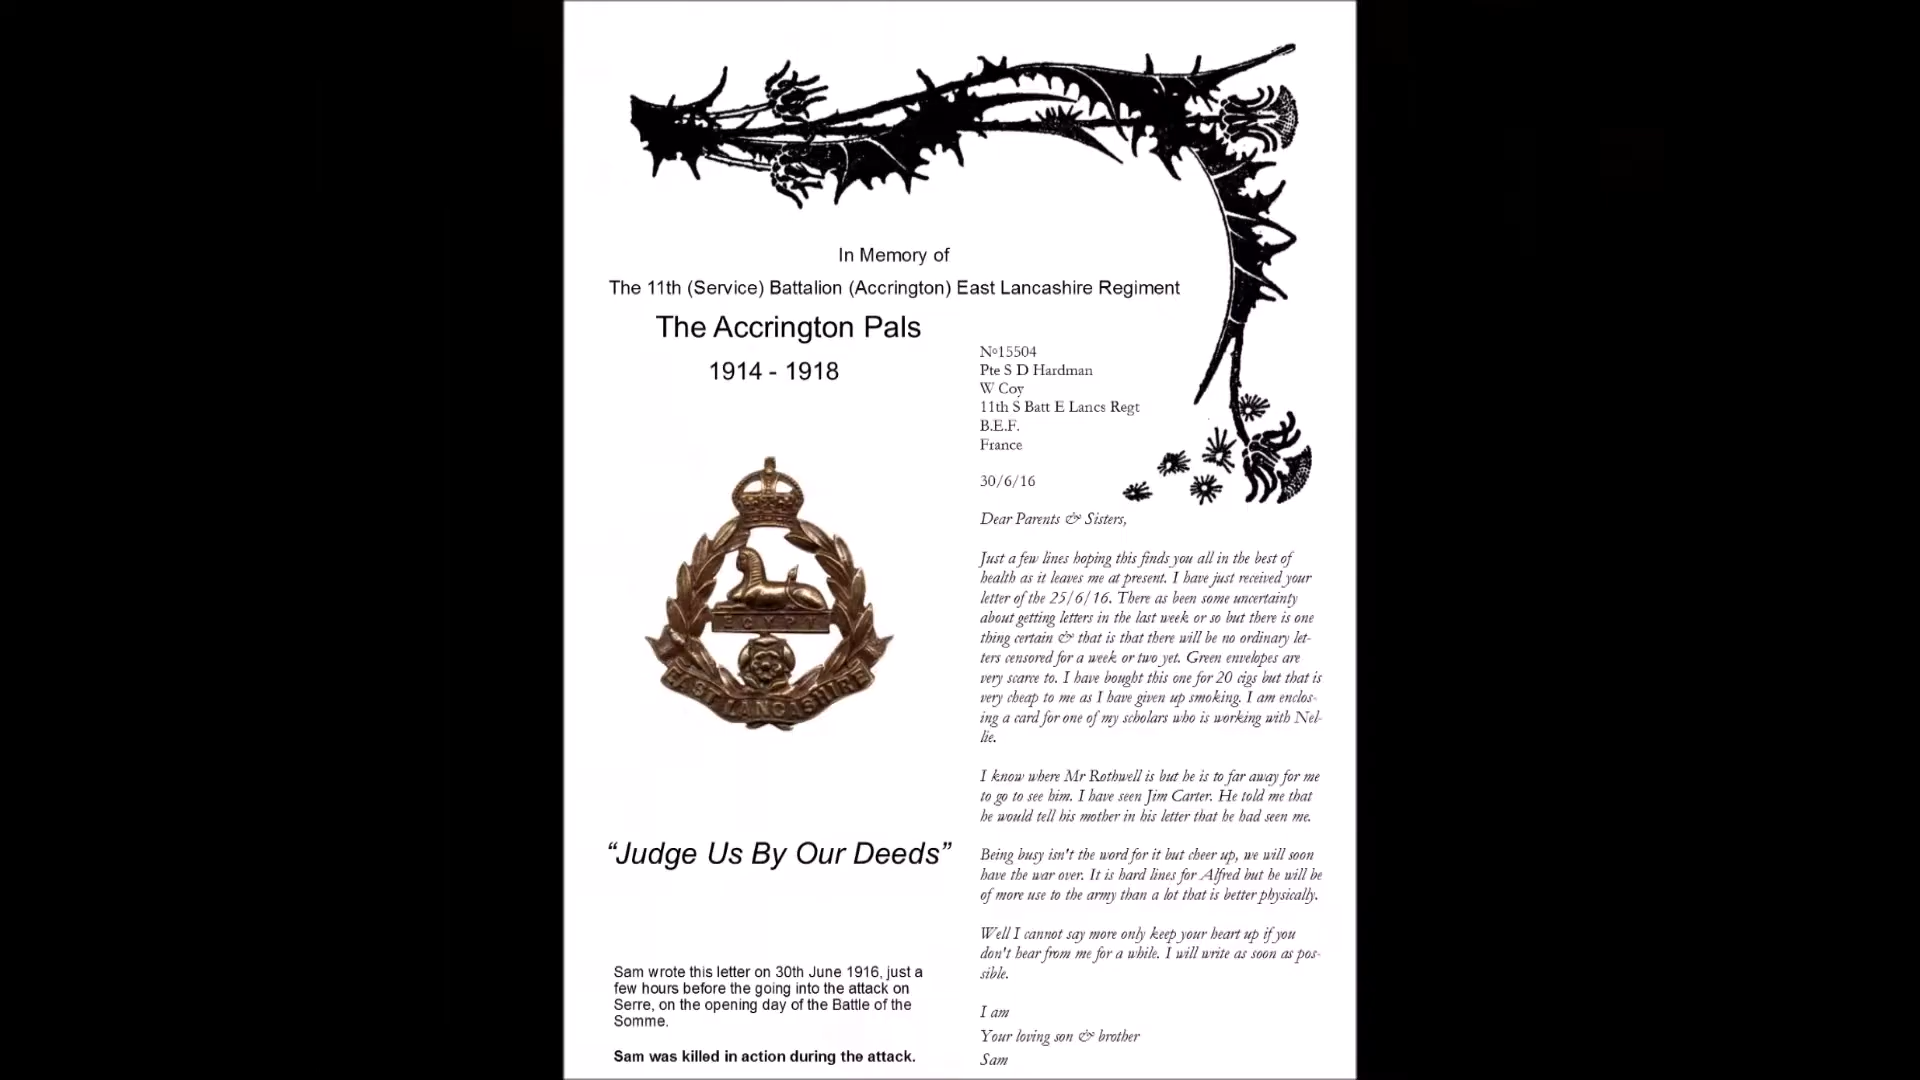 In Memory of
The 11th (Service) Battalion (Accrington) East Lancashire Regiment
The Accrington Pals
1914 - 1918
EGYPT
EAST LANCASHIRE
“Judge Us By Our Deeds”
Sam wrote this letter on 30th June 1916, just a
few hours before the going into the attack on
Serre, on the opening day of the Battle of the
Somme.
Sam was killed in action during the attack.
Nº15504
Pte S D Hardman
W Coy
11th S Batt E Lancs Regt
B.E.F.
France
30/6/16
Dear Parents & Sisters,
Just a few lines hoping this finds you all in the best of
health as it leaves me at present. I have just received your
letter of the 25/6/16. There as been some uncertainty
about getting letters in the last week or so but there is one
thing certain & that is that there will be no ordinary let-
ters censored for a week or two yet. Green envelopes are
very scarce to. I have bought this one for 20 cigs but that is
very cheap to me as I have given up smoking. I am enclos-
ing a card for one of my scholars who is working with Nel-
lie.
I know where Mr Rothwell is but he is to far away for me
to go to see him. I have seen Jim Carter. He told me that
he would tell his mother in his letter that he had seen me.
Being busy isn't the word for it but cheer up, we will soon
have the war over. It is hard lines for Alfred but he will be
of more use to the army than a lot that is better physically.
Well I cannot say more only keep your heart up if you
don't hear from me for a while. I will write as soon as pos-
sible.
I am
Your loving son & brother
Sam